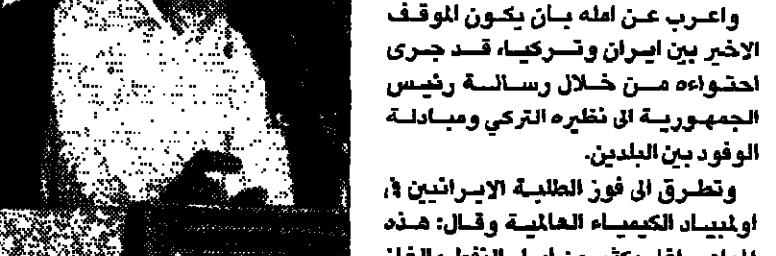 واعرب عن امله بان يكون الموقف
الاخير بين ايران وتركيا، قد جرى
احتواءه من خلال رسالة رئيس
الجمهورية الى نظيره التركي ومبادلة
الوفود بين البلدين.
وتطرق الى فوز الطلبة الايرانيين في
اولمبياد الكيمياء العالمية وقال: هذه